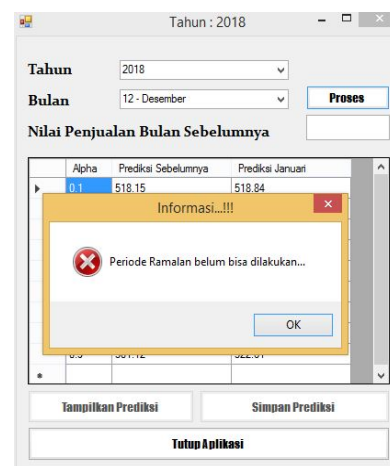 Tahun : 2018
Tahun 2018
Bulan 12 - Desember Proses
Nilai Penjualan Bulan Sebelumnya
Alpha Prediksi Sebelumnya Prediksi Januari
0.1 518.15 518.84
Informasi...!!!
Periode Ramalan belum bisa dilakukan...
OK
Tampilkan Prediksi Simpan Prediksi
Tutup Aplikasi